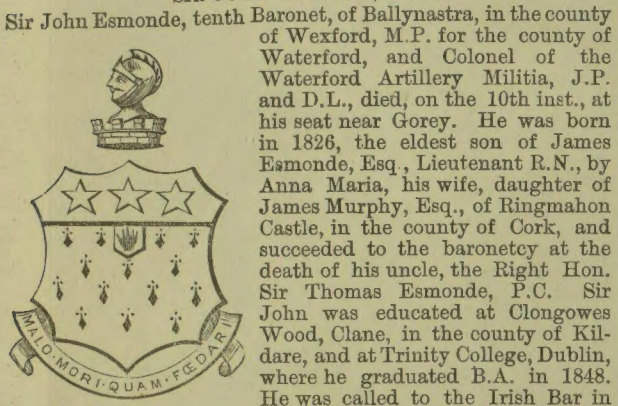 Sir John Esmonde, tenth Baronet, of Ballynastra, in the county
of Wexford, M.P. for the county of
Waterford, and Colonel of the
Waterford Artillery Militia, J.P.
and D.L., died, on the 10th inst., at
his seat near Gorey. He was born
in 1826, the eldest son of James
Esmonde, Esq., Lieutenant R.N., by
Anna Maria, his wife, daughter of
James Murphy, Esq., of Ringmahon
Castle, in the county of Cork, and
succeeded to the baronetcy at the
death of his uncle, the Right Hon.
Sir Thomas Esmonde, P.C. Sir
John was educated at Clongowes
Wood, Clane, in the county of Kil-
dare, and at Trinity College, Dublin,
where he graduated B.A. in 1848.
He was called to the Irish Bar in
MALO·MORI·QUAM·FŒDARI